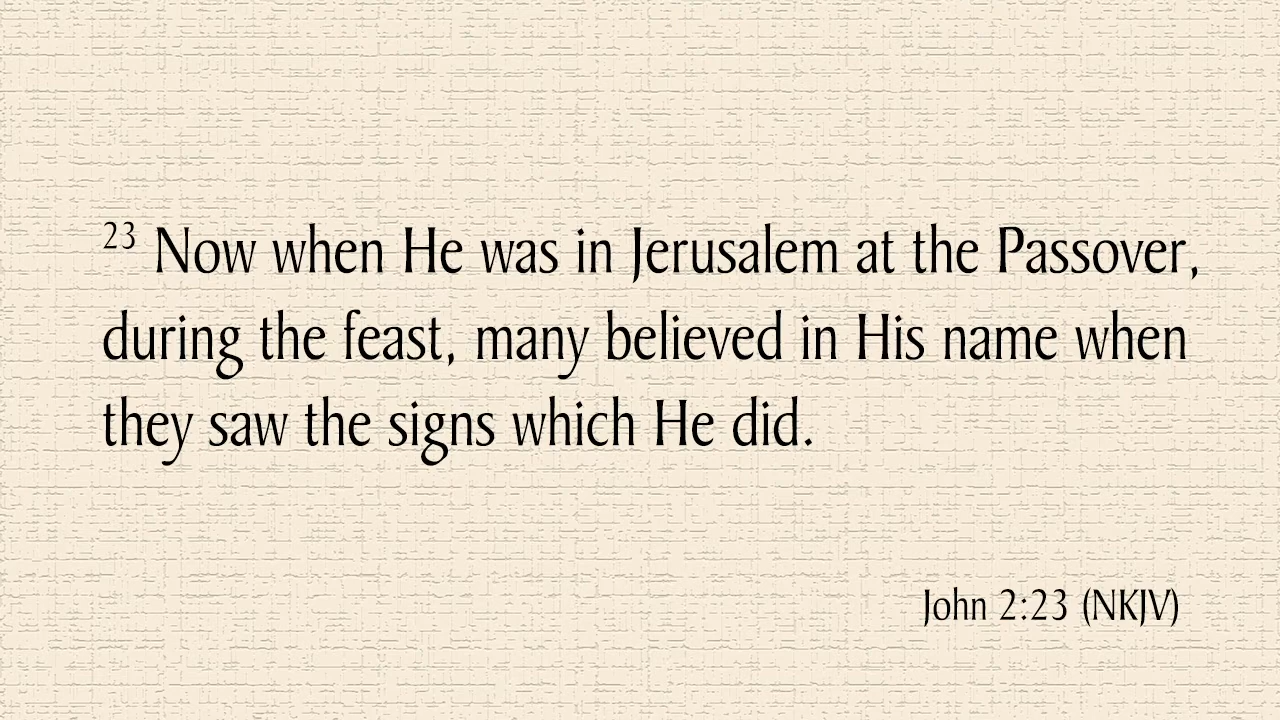 23 Now when He was in Jerusalem at the Passover,
during the feast, many believed in His name when
they saw the signs which He did.
John 2:23 (NKJV)